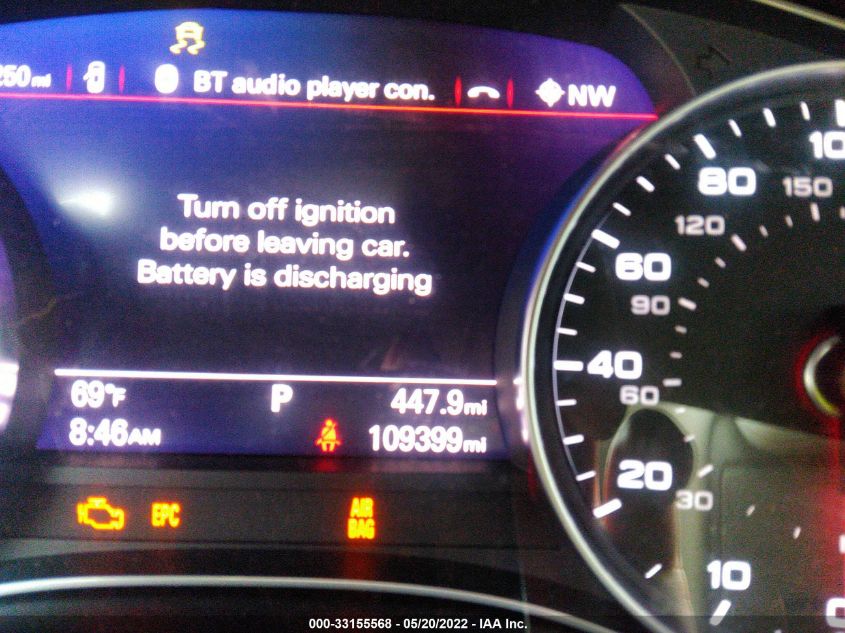 250mi
BT audio player con.
NW
Turn off ignition
before leaving car.
Battery is discharging
69°F
P
447.9mi
8:46AM
109399mi
EPC
AIR
BAG
80
150
120
60
90
40
60
20
30
10
000-33155568 - 05/20/2022 - IAA Inc.